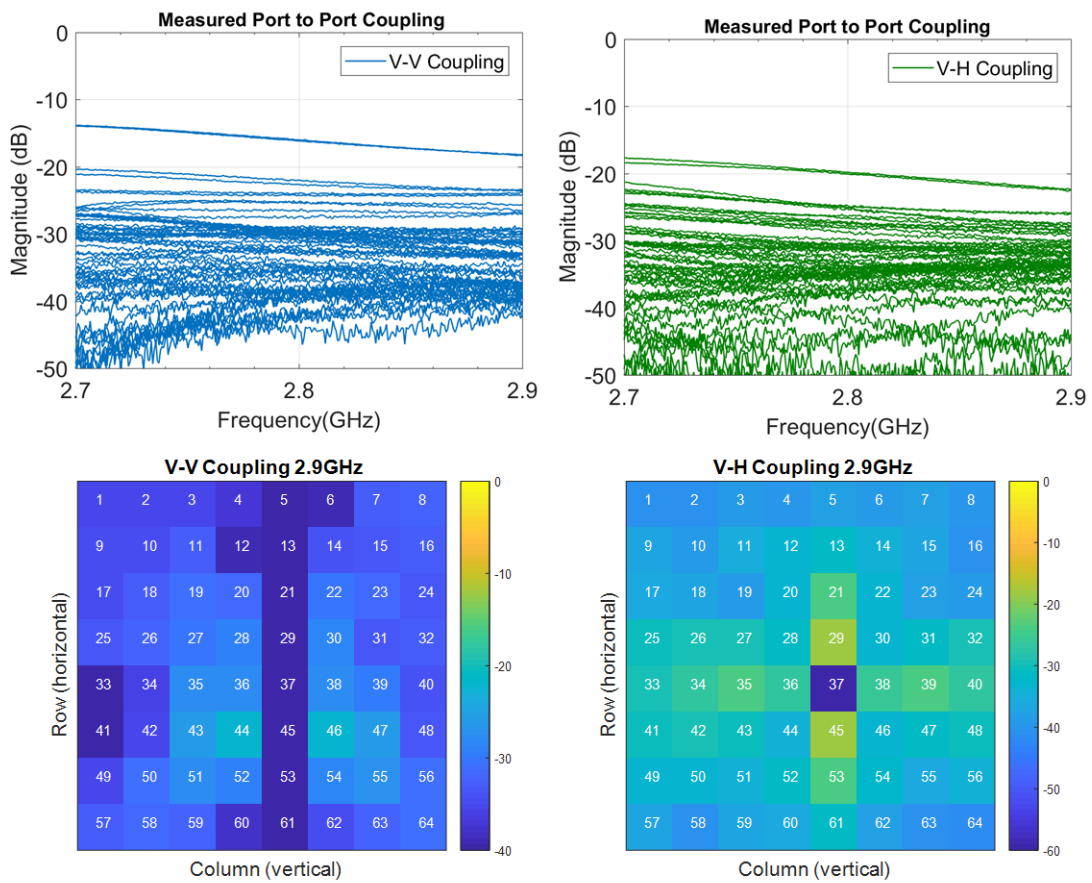 Measured Port to Port Coupling
V-V Coupling
Magnitude (dB)
0
-10
-20
-30
-40
-50
2.7
2.8
2.9
Frequency(GHz)
Measured Port to Port Coupling
V-H Coupling
Magnitude (dB)
0
-10
-20
-30
-40
-50
2.7
2.8
2.9
Frequency(GHz)
V-V Coupling 2.9GHz
Row (horizontal)
1 2 3 4 5 6 7 8
9 10 11 12 13 14 15 16
17 18 19 20 21 22 23 24
25 26 27 28 29 30 31 32
33 34 35 36 37 38 39 40
41 42 43 44 45 46 47 48
49 50 51 52 53 54 55 56
57 58 59 60 61 62 63 64
Column (vertical)
0
-5
-10
-15
-20
-25
-30
-35
-40
V-H Coupling 2.9GHz
Row (horizontal)
1 2 3 4 5 6 7 8
9 10 11 12 13 14 15 16
17 18 19 20 21 22 23 24
25 26 27 28 29 30 31 32
33 34 35 36 37 38 39 40
41 42 43 44 45 46 47 48
49 50 51 52 53 54 55 56
57 58 59 60 61 62 63 64
Column (vertical)
0
-10
-20
-30
-40
-50
-60